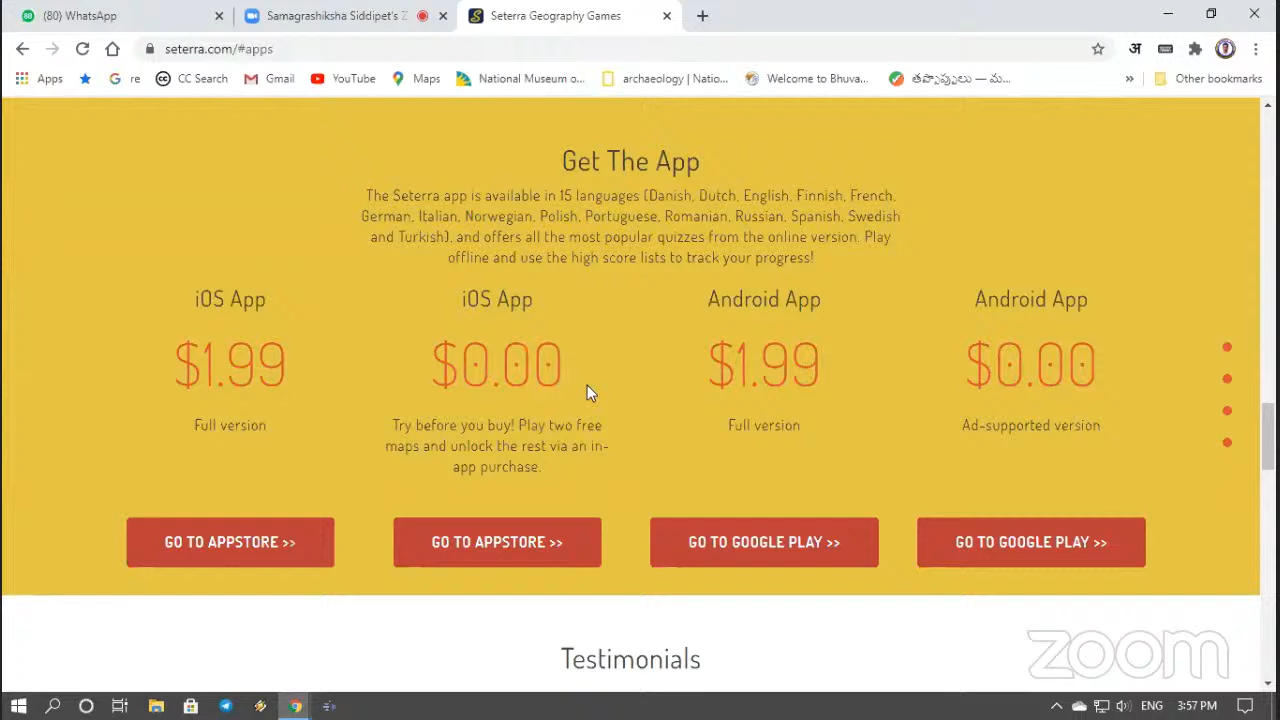 (80) WhatsApp
Samagrashiksha Siddipet's Z
Seterra Geography Games
seterra.com/#apps
अ
Apps
G re
CC Search
Gmail
YouTube
Maps
National Museum o...
archaeology | Natio...
Welcome to Bhuva...
తప్పొప్పులు — మ...
»
Other bookmarks
Get The App
The Seterra app is available in 15 languages (Danish, Dutch, English, Finnish, French,
German, Italian, Norwegian, Polish, Portuguese, Romanian, Russian, Spanish, Swedish
and Turkish), and offers all the most popular quizzes from the online version. Play
offline and use the high score lists to track your progress!
iOS App
$1.99
Full version
GO TO APPSTORE >>
iOS App
$0.00
Try before you buy! Play two free
maps and unlock the rest via an in-
app purchase.
GO TO APPSTORE >>
Android App
$1.99
Full version
GO TO GOOGLE PLAY >>
Android App
$0.00
Ad-supported version
GO TO GOOGLE PLAY >>
Testimonials
zoom
ENG
3:57 PM